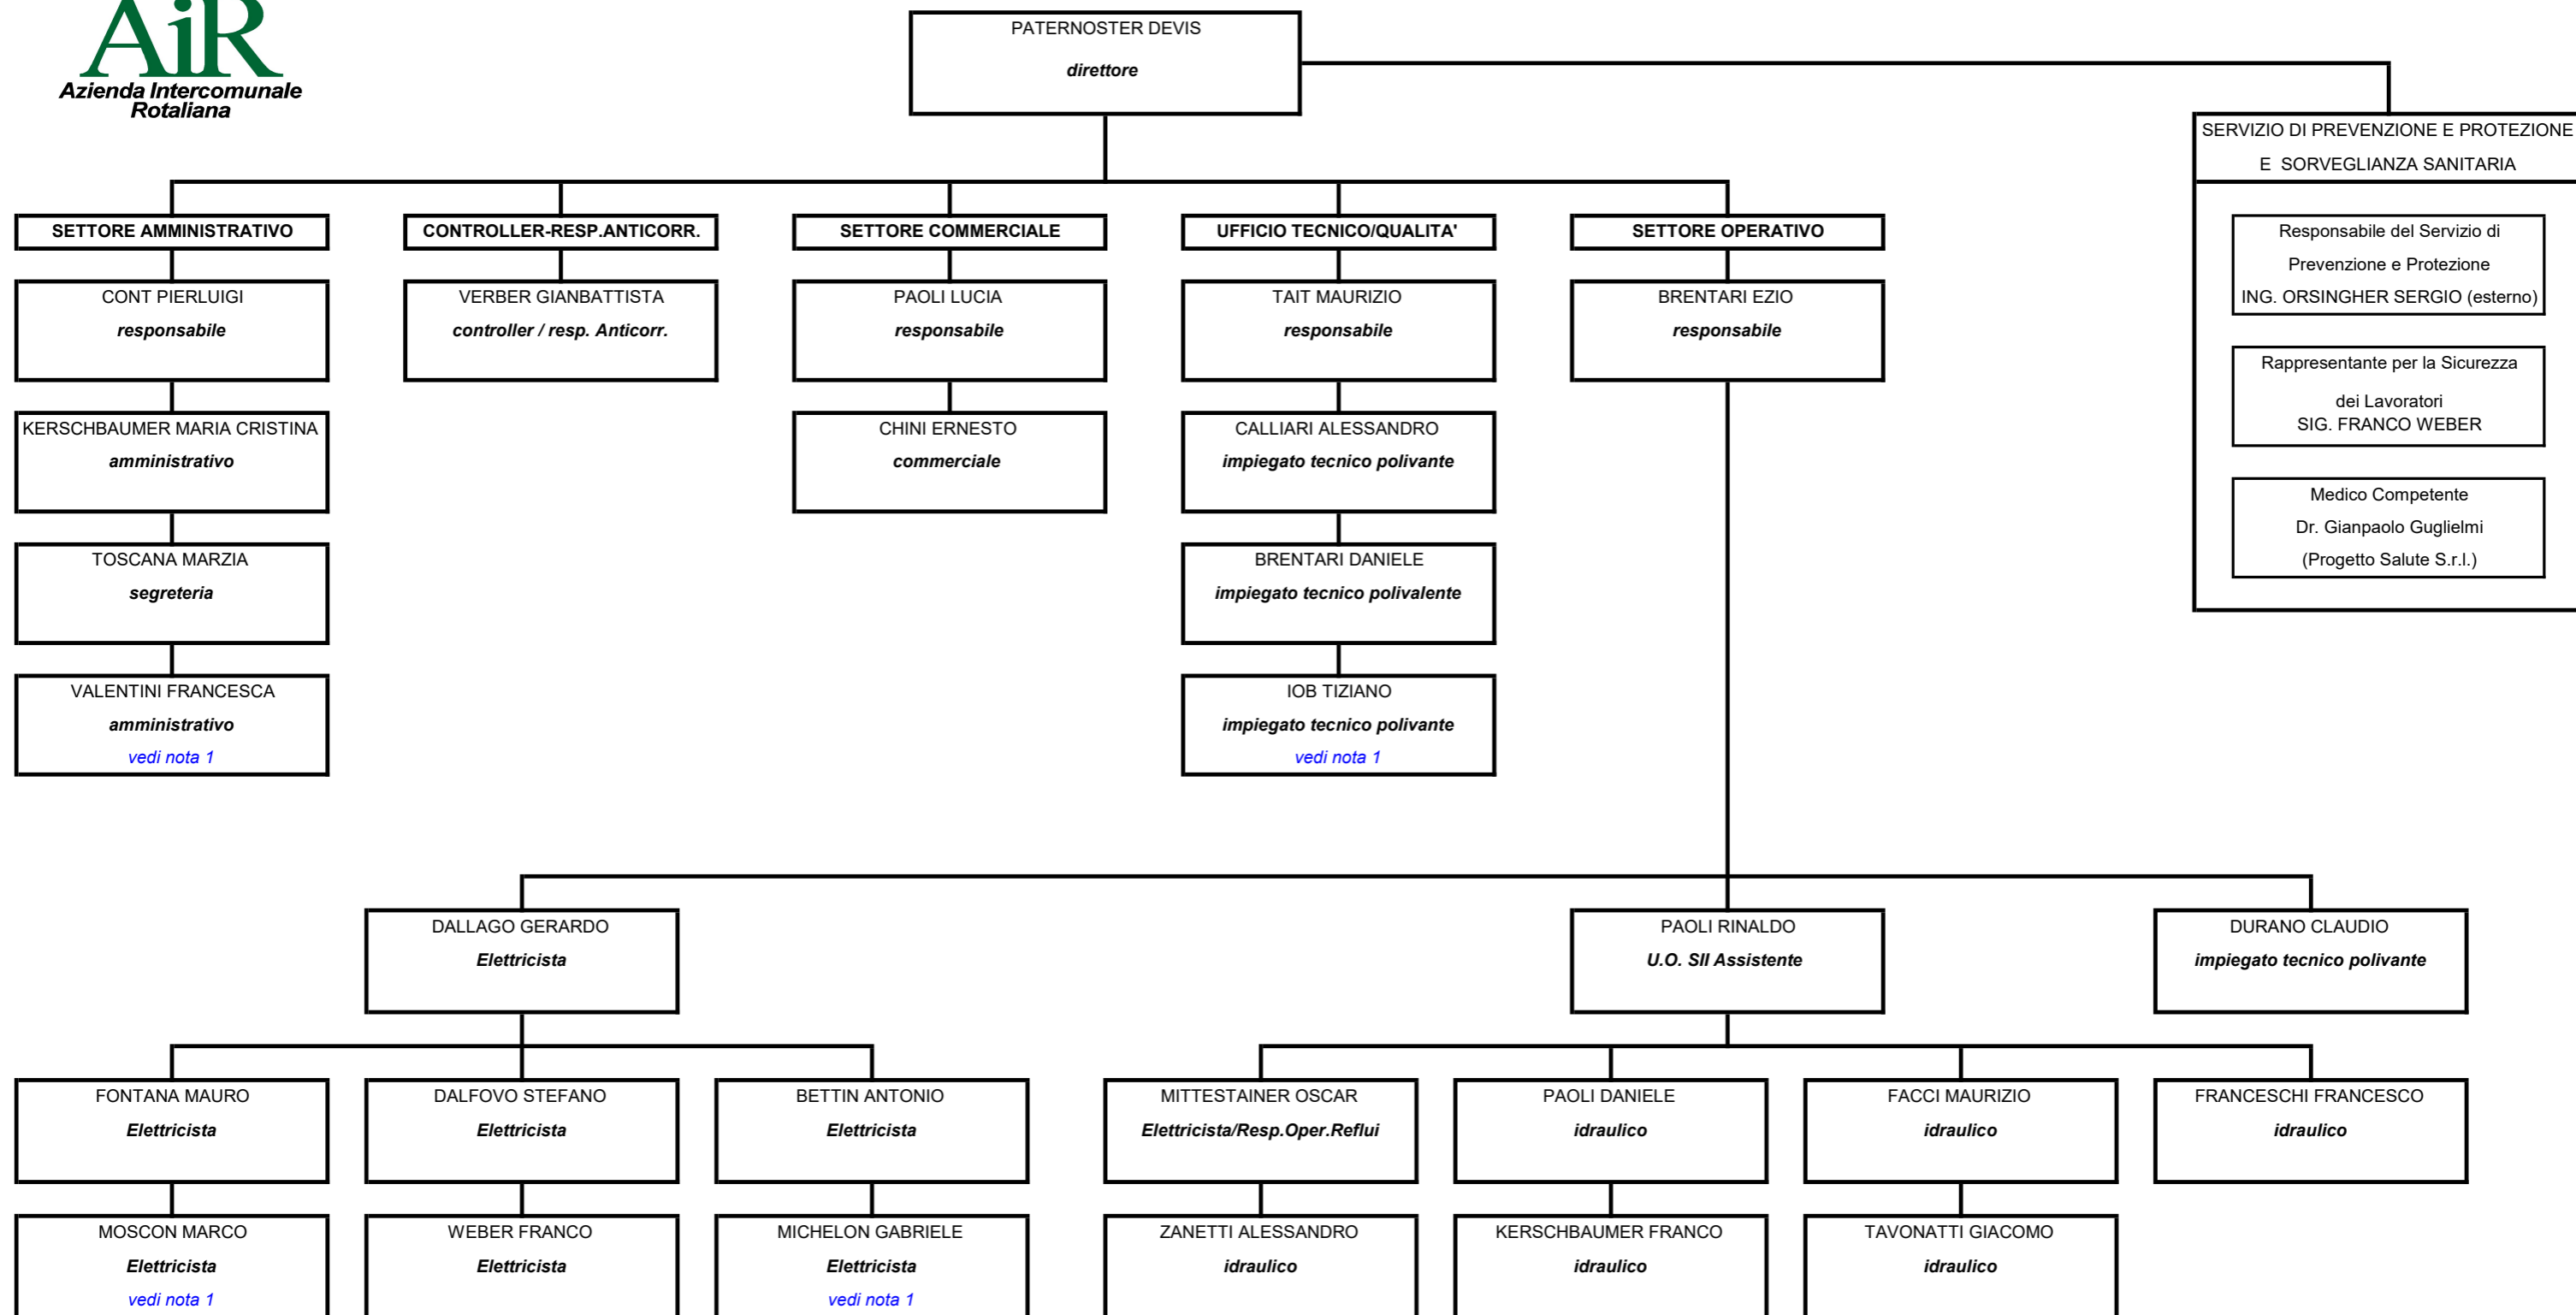 AiR
Azienda Intercomunale
Rotaliana
PATERNOSTER DEVIS
direttore
SERVIZIO DI PREVENZIONE E PROTEZIONE
E SORVEGLIANZA SANITARIA
Responsabile del Servizio di
Prevenzione e Protezione
ING. ORSINGHER SERGIO (esterno)
Rappresentante per la Sicurezza
dei Lavoratori
SIG. FRANCO WEBER
Medico Competente
Dr. Gianpaolo Guglielmi
(Progetto Salute S.r.l.)
SETTORE AMMINISTRATIVO
CONT PIERLUIGI
responsabile
KERSCHBAUMER MARIA CRISTINA
amministrativo
TOSCANA MARZIA
segreteria
VALENTINI FRANCESCA
amministrativo
vedi nota 1
CONTROLLER-RESP.ANTICORR.
VERBER GIANBATTISTA
controller / resp. Anticorr.
SETTORE COMMERCIALE
PAOLI LUCIA
responsabile
CHINI ERNESTO
commerciale
UFFICIO TECNICO/QUALITA'
TAIT MAURIZIO
responsabile
CALLIARI ALESSANDRO
impiegato tecnico polivante
BRENTARI DANIELE
impiegato tecnico polivalente
IOB TIZIANO
impiegato tecnico polivante
vedi nota 1
SETTORE OPERATIVO
BRENTARI EZIO
responsabile
DALLAGO GERARDO
Elettricista
PAOLI RINALDO
U.O. SII Assistente
DURANO CLAUDIO
impiegato tecnico polivante
FONTANA MAURO
Elettricista
DALFOVO STEFANO
Elettricista
BETTIN ANTONIO
Elettricista
MITTESTAINER OSCAR
Elettricista/Resp.Oper.Reflui
PAOLI DANIELE
idraulico
FACCI MAURIZIO
idraulico
FRANCESCHI FRANCESCO
idraulico
MOSCON MARCO
Elettricista
vedi nota 1
WEBER FRANCO
Elettricista
MICHELON GABRIELE
Elettricista
vedi nota 1
ZANETTI ALESSANDRO
idraulico
KERSCHBAUMER FRANCO
idraulico
TAVONATTI GIACOMO
idraulico